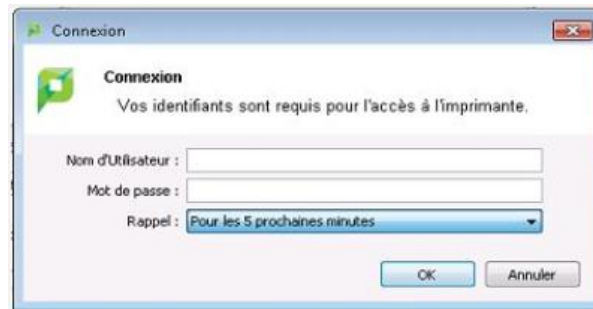 Connexion
Connexion
Vos identifiants sont requis pour l'accès à l'imprimante.
Nom d'Utilisateur :
Mot de passe :
Rappel : Pour les 5 prochaines minutes
OK Annuler